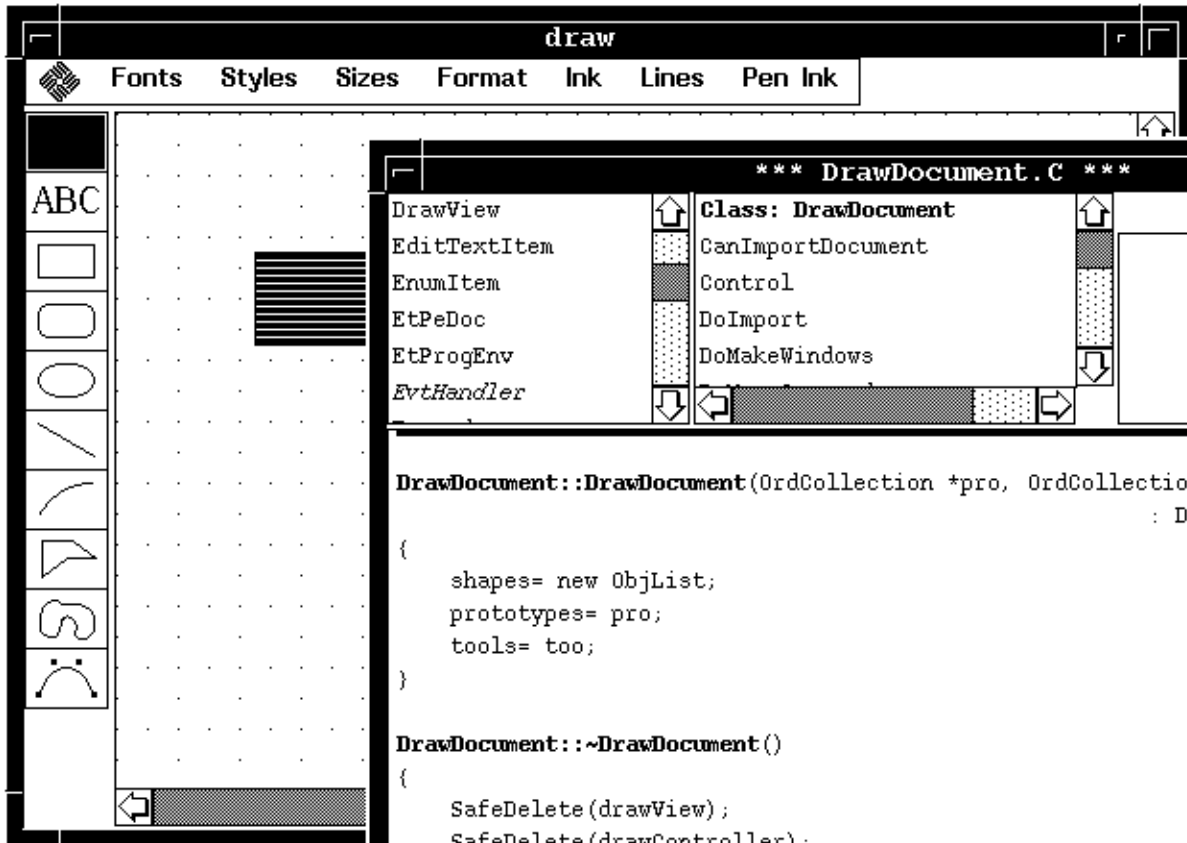 draw
Fonts Styles Sizes Format Ink Lines Pen Ink
ABC
*** DrawDocument.C ***
DrawView
EditTextItem
EnumItem
EtPeDoc
EtProgEnv
EvtHandler
Class: DrawDocument
CanImportDocument
Control
DoImport
DoMakeWindows
DrawDocument::DrawDocument(OrdCollection *pro, OrdCollectio
: D
{
shapes= new ObjList;
prototypes= pro;
tools= too;
}
DrawDocument::~DrawDocument()
{
SafeDelete(drawView);
SafeDelete(drawController);